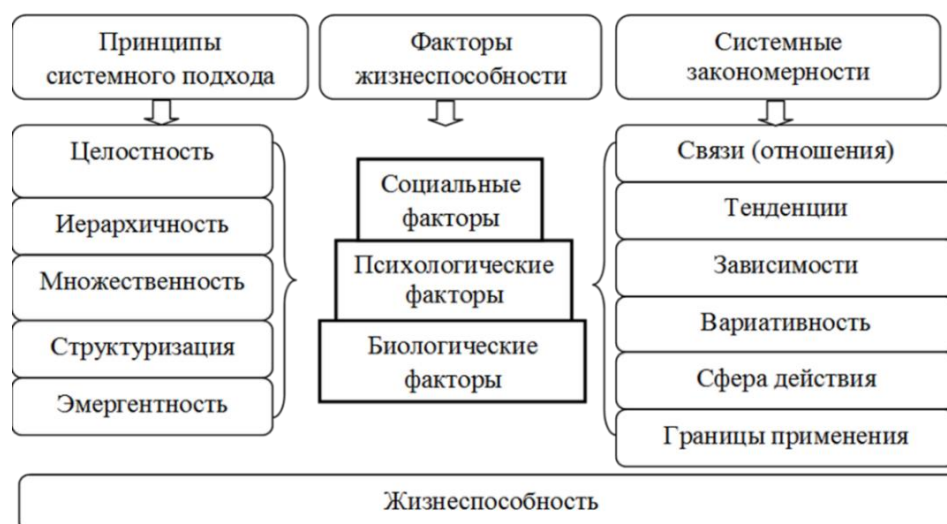 Принципы
системного подхода
Факторы
жизнеспособности
Системные
закономерности
Целостность
Иерархичность
Множественность
Структуризация
Эмергентность
Социальные
факторы
Психологические
факторы
Биологические
факторы
Связи (отношения)
Тенденции
Зависимости
Вариативность
Сфера действия
Границы применения
Жизнеспособность